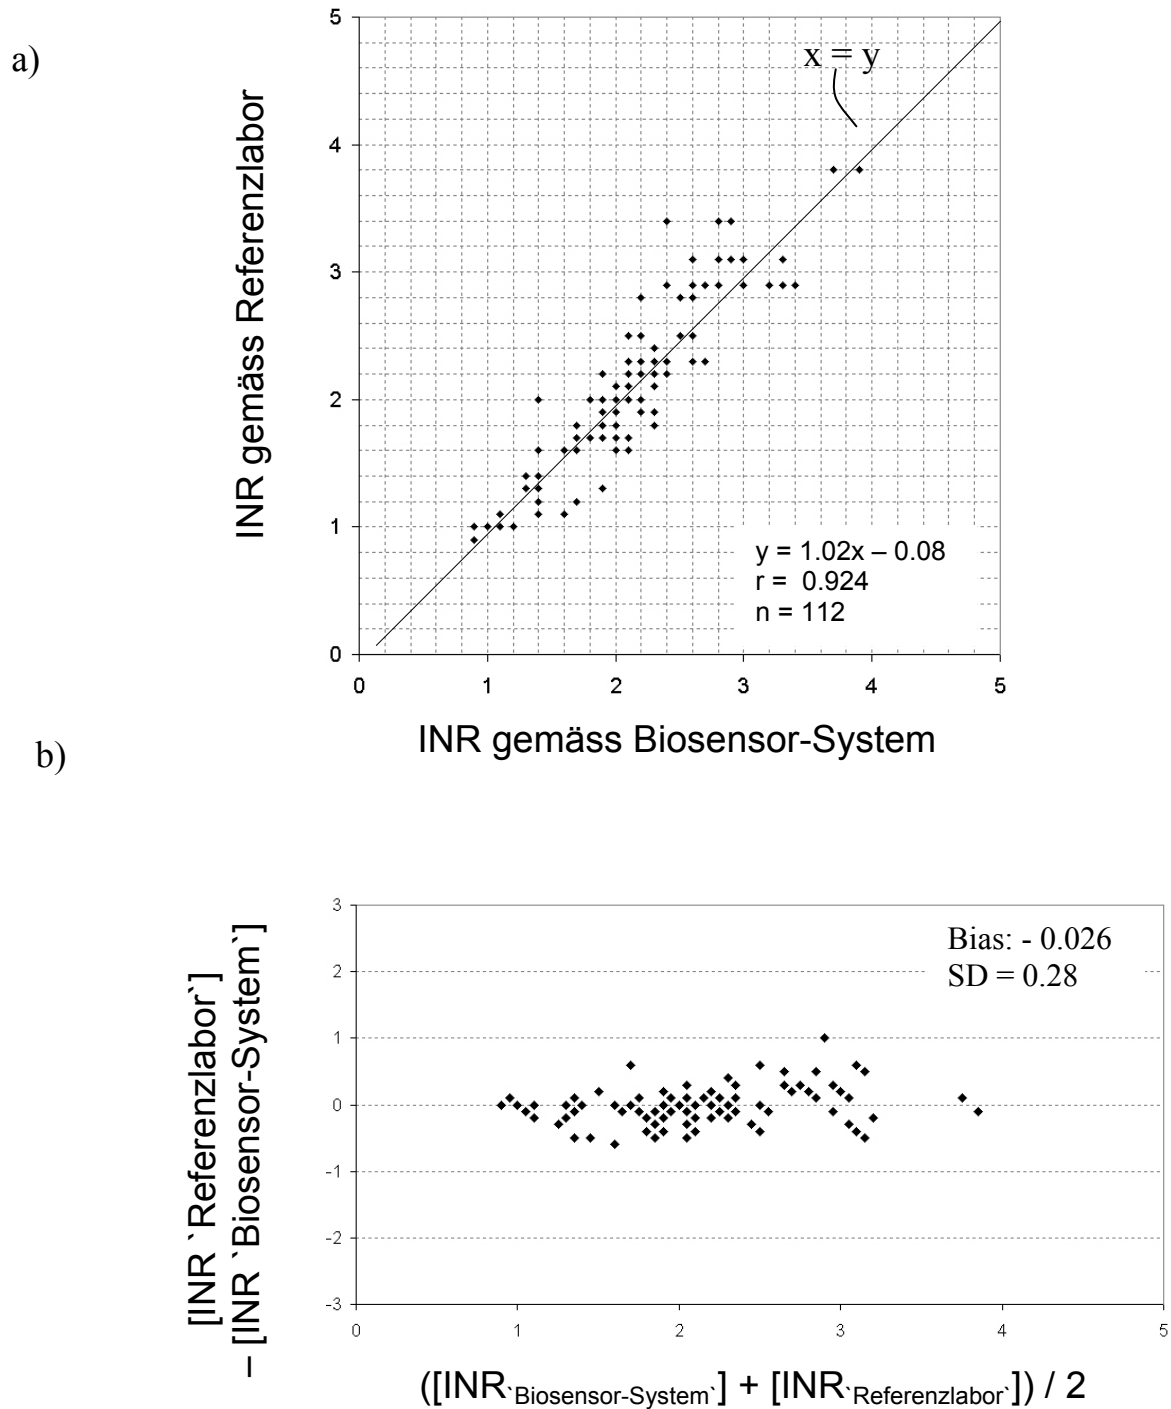 a)
INR gemäss Referenzlabor
5
4
3
2
1
0
x = y
y = 1.02x – 0.08
r = 0.924
n = 112
0 1 2 3 4 5
INR gemäss Biosensor-System
b)
[INR `Referenzlabor`]
– [INR `Biosensor-System`]
3
2
1
0
-1
-2
-3
Bias: - 0.026
SD = 0.28
0 1 2 3 4 5
([INR`Biosensor-System`] + [INR`Referenzlabor`]) / 2